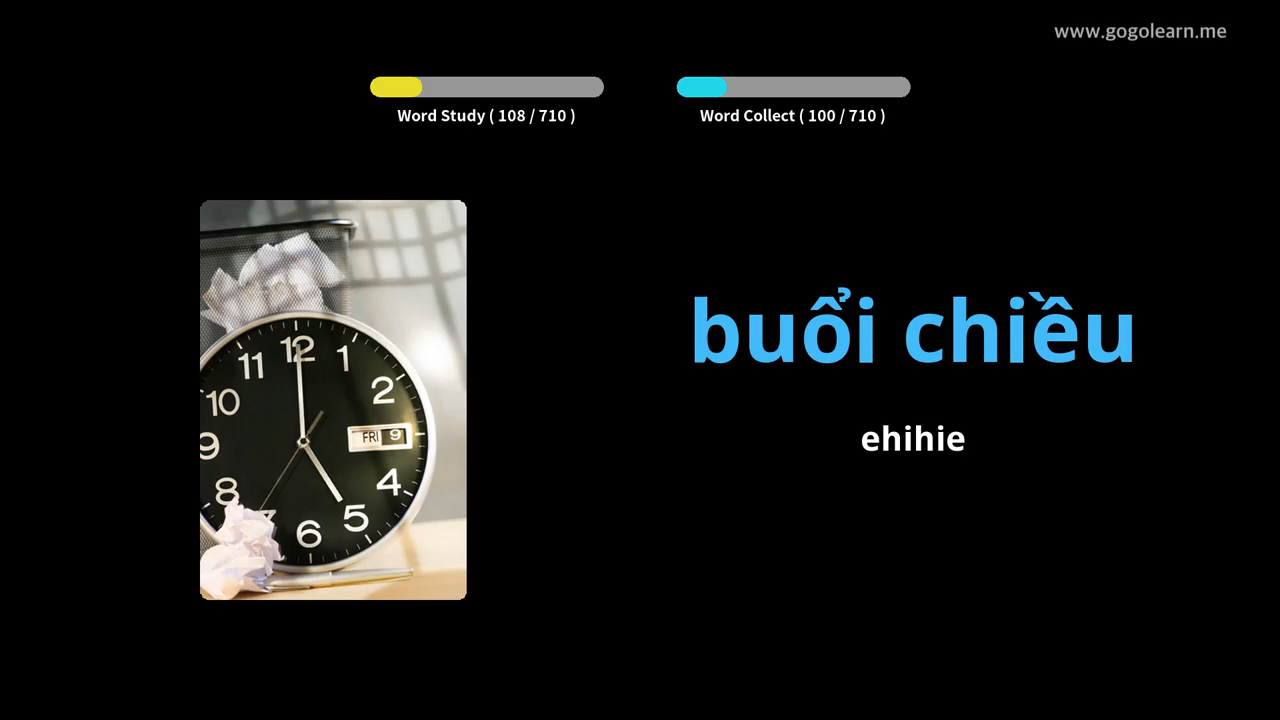 www.gogolearn.me
Word Study ( 108 / 710 )
Word Collect ( 100 / 710 )
11 12 1
10 2
9 FRI 9
8 4
7 6 5
buổi chiều
ehihie